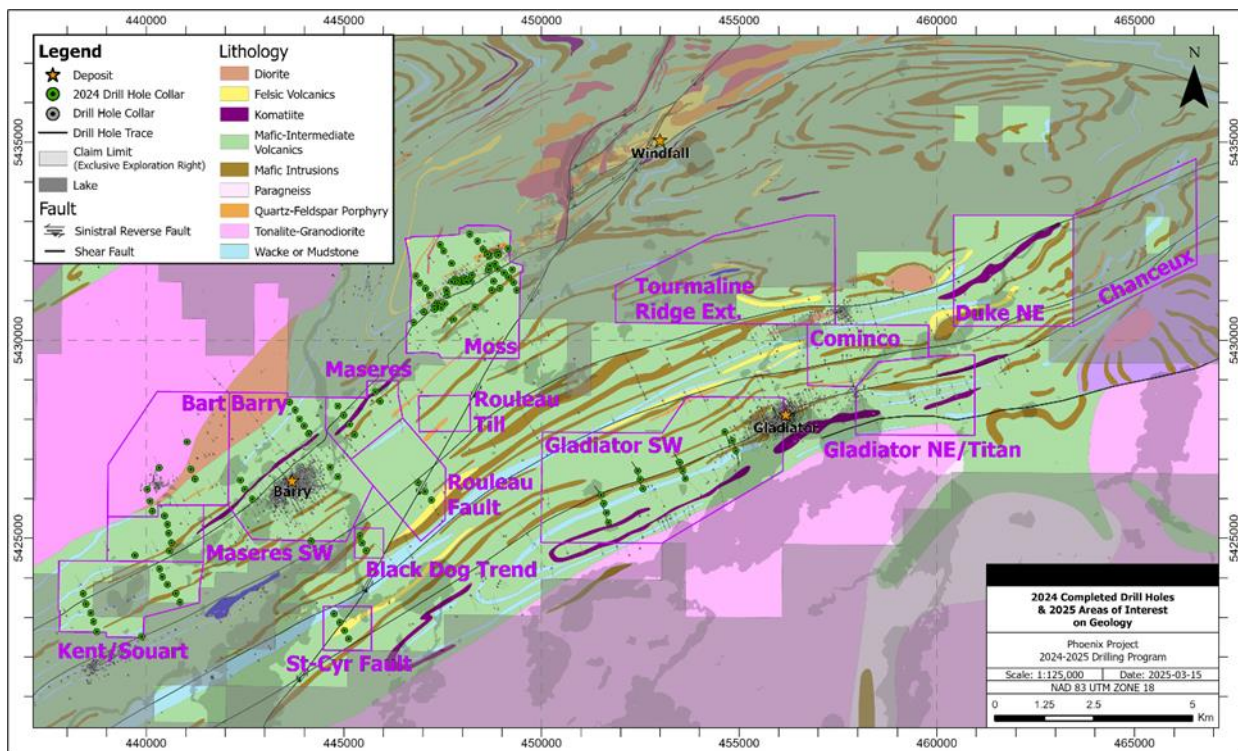 440000
445000
450000
455000
460000
465000
Legend
Deposit
2024 Drill Hole Collar
Drill Hole Collar
Drill Hole Trace
Claim Limit
(Exclusive Exploration Right)
Lake
Fault
Sinistral Reverse Fault
Shear Fault
Lithology
Diorite
Felsic Volcanics
Komatiite
Mafic-Intermediate
Volcanics
Mafic Intrusions
Paragneiss
Quartz-Feldspar Porphyry
Tonalite-Granodiorite
Wacke or Mudstone
N
5435000
5435000
Windfall
Tourmaline
Ridge Ext.
Chanceux
Duke NE
5430000
5430000
Moss
Cominco
Maseres
Bart Barry
Rouleau
Till
Gladiator
Gladiator SW
Gladiator NE/Titan
Barry
Rouleau
Fault
5425000
5425000
Maseres SW
Black Dog Trend
Kent/Souart
St-Cyr Fault
2024 Completed Drill Holes
& 2025 Areas of Interest
on Geology
Phoenix Project
2024-2025 Drilling Program
Scale: 1:125,000
Date: 2025-03-15
NAD 83 UTM ZONE 18
0 1.25 2.5 5
Km
440000
445000
450000
455000
460000
465000